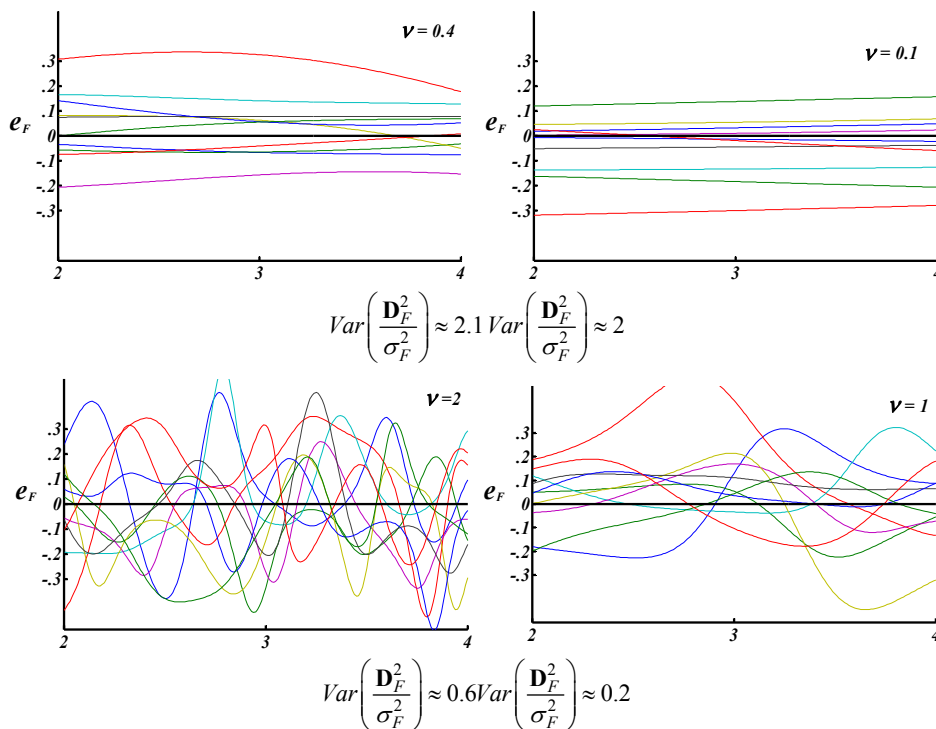 ν = 0.4
.3
.2
.1
0
-.1
-.2
-.3
e_F
2 3 4
ν = 0.1
.3
.2
.1
0
-.1
-.2
-.3
e_F
2 3 4
Var(D_F^2/σ_F^2) ≈ 2.1 Var(D_F^2/σ_F^2) ≈ 2
ν=2
.3
.2
.1
0
-.1
-.2
-.3
e_F
2 3 4
ν = 1
.3
.2
.1
0
-.1
-.2
-.3
e_F
2 3 4
Var(D_F^2/σ_F^2) ≈ 0.6Var(D_F^2/σ_F^2) ≈ 0.2